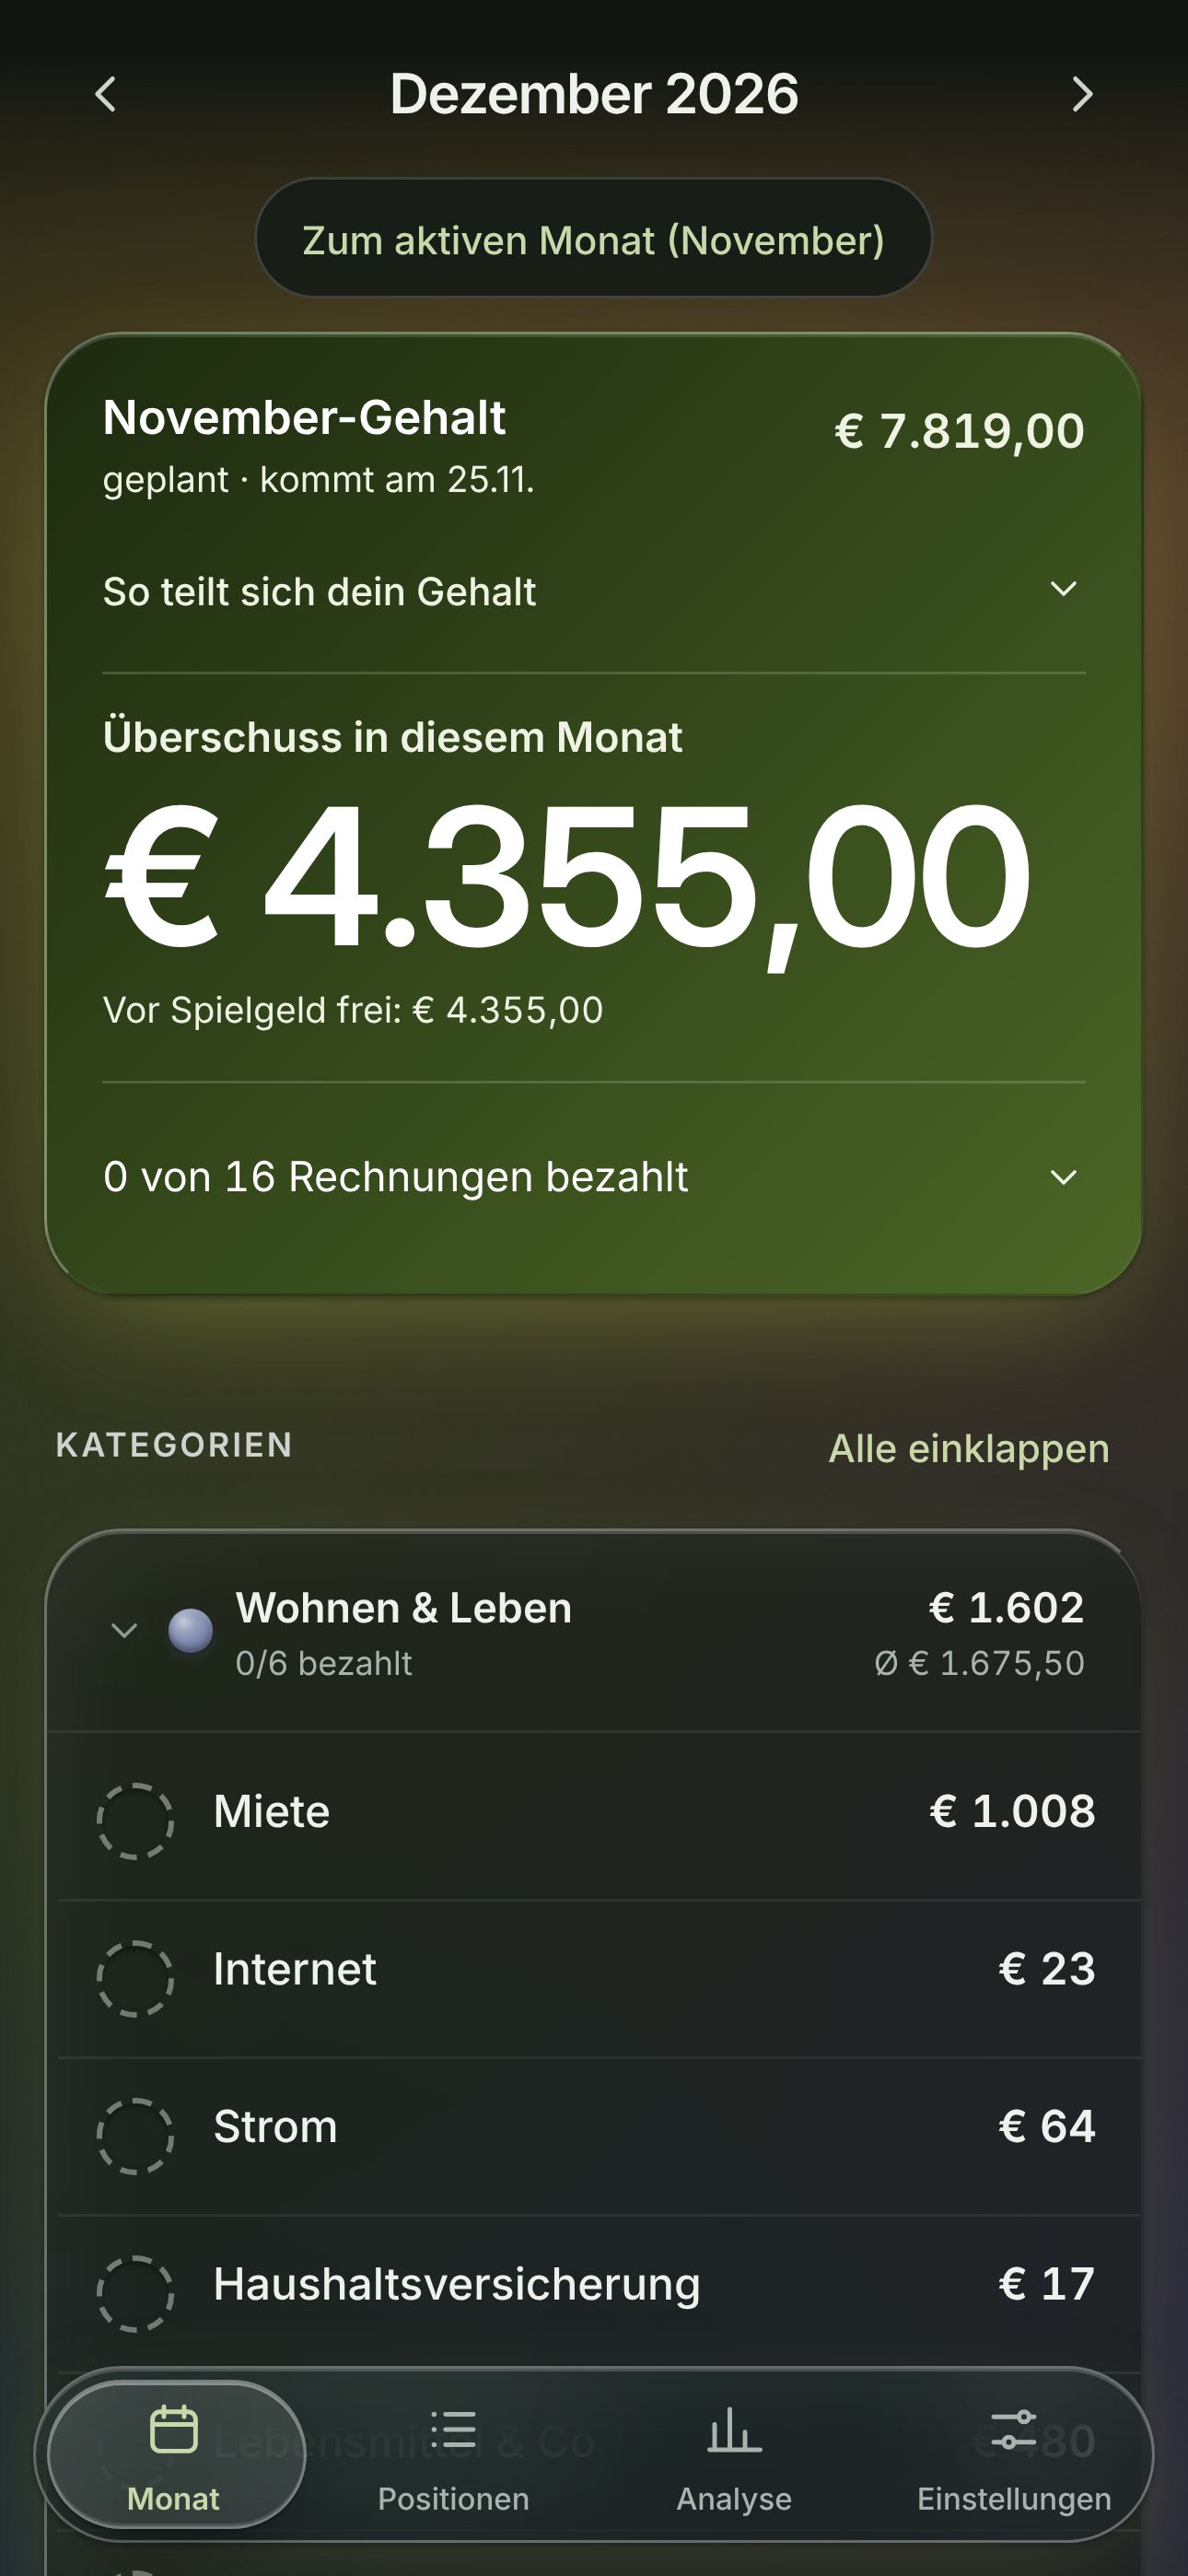 Dezember 2026
Zum aktiven Monat (November)
November-Gehalt
€ 7.819,00
geplant · kommt am 25.11.
So teilt sich dein Gehalt
Überschuss in diesem Monat
€ 4.355,00
Vor Spielgeld frei: € 4.355,00
0 von 16 Rechnungen bezahlt
KATEGORIEN
Alle einklappen
Wohnen & Leben
€ 1.602
0/6 bezahlt
Ø € 1.675,50
Miete
€ 1.008
Internet
€ 23
Strom
€ 64
Haushaltsversicherung
€ 17
Lebensmittel & Co
€ 480
Monat
Positionen
Analyse
Einstellungen